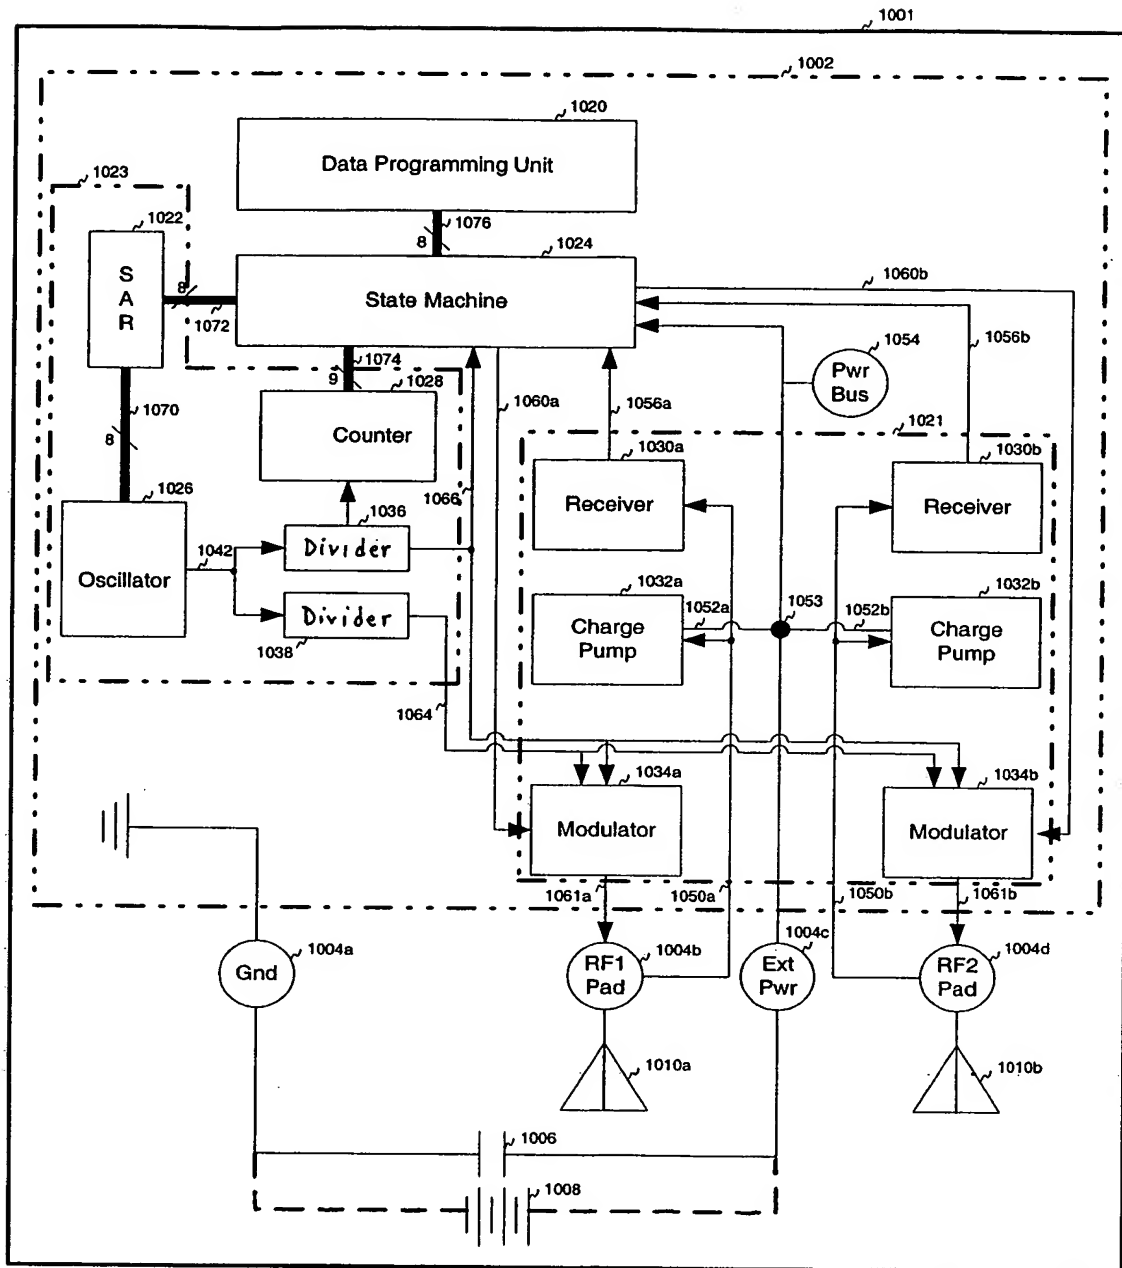 1001
1002
1020
Data Programming Unit
1023
1022
1076
8
1024
SAR
8
1072
State Machine
1060b
1074
9
1028
1060a
1056a
1054
Pwr Bus
1056b
1070
8
Counter
1021
1030a
1030b
1026
1066
Receiver
Receiver
1036
1042
Divider
Oscillator
1032a
1032b
1052a
1053
1052b
Divider
Charge Pump
Charge Pump
1038
1064
1034a
1034b
Modulator
Modulator
1061a
1050a
1050b
1061b
1004a
1004b
1004c
1004d
Gnd
RF1 Pad
Ext Pwr
RF2 Pad
1010a
1010b
1006
1008